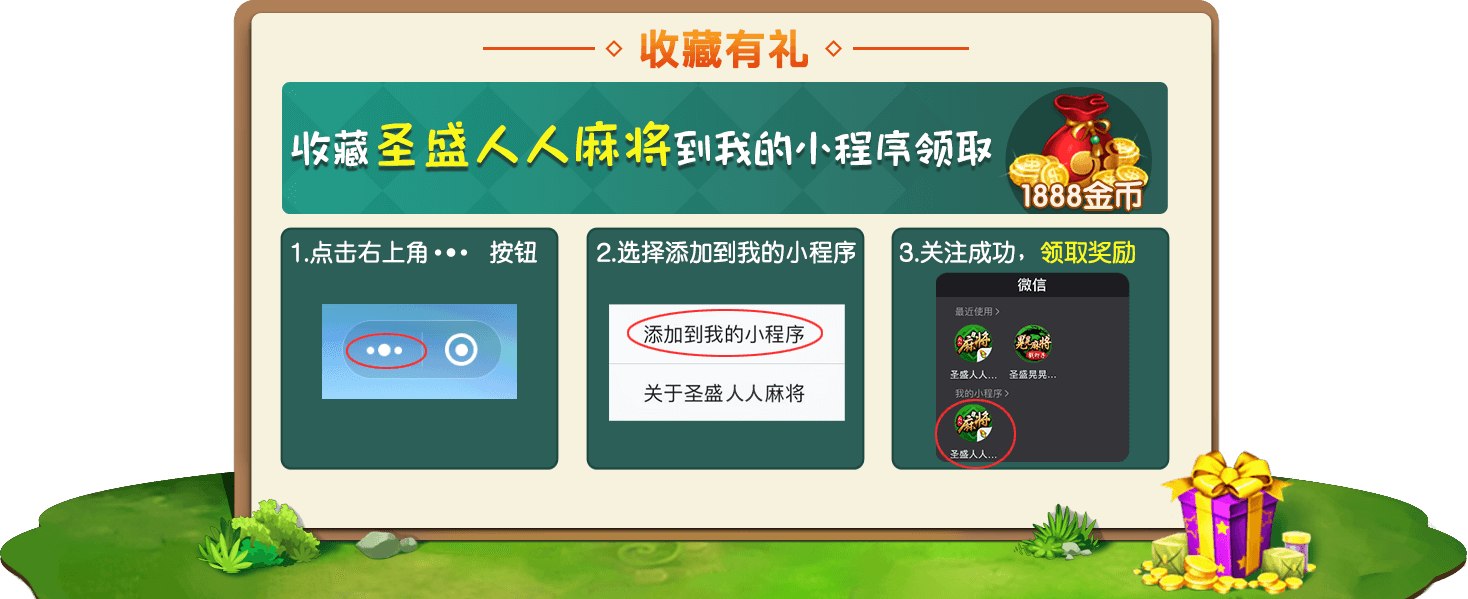 收藏有礼
收藏圣盛人人麻将到我的小程序领取
1888金币
1.点击右上角••• 按钮
2.选择添加到我的小程序
添加到我的小程序
关于圣盛人人麻将
3.关注成功，领取奖励
微信
最近使用>
麻将
晃晃麻将
圣盛人人...
圣盛晃晃...
我的小程序>
麻将
圣盛人人...